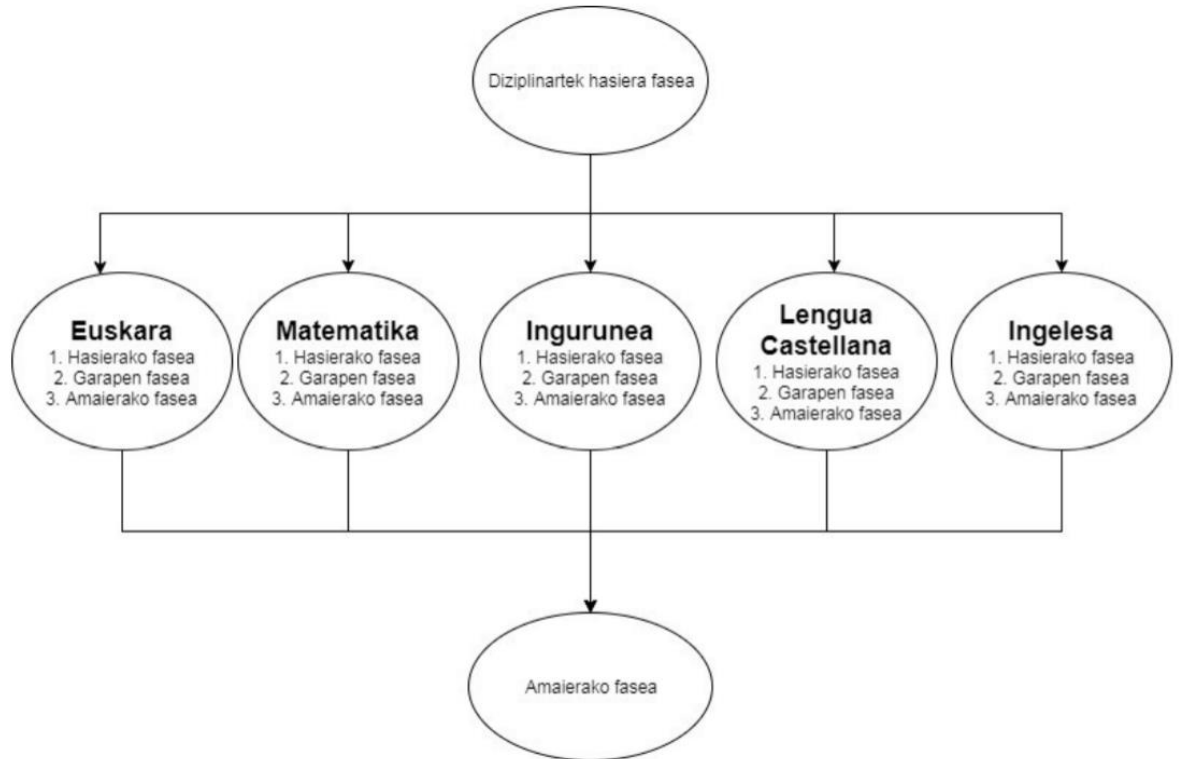 Diziplinartek hasiera fasea
Euskara
1. Hasierako fasea
2. Garapen fasea
3. Amaierako fasea
Matematika
1. Hasierako fasea
2. Garapen fasea
3. Amaierako fasea
Ingurunea
1. Hasierako fasea
2. Garapen fasea
3. Amaierako fasea
Lengua
Castellana
1. Hasierako fasea
2. Garapen fasea
3. Amaierako fasea
Ingelesa
1. Hasierako fasea
2. Garapen fasea
3. Amaierako fasea
Amaierako fasea